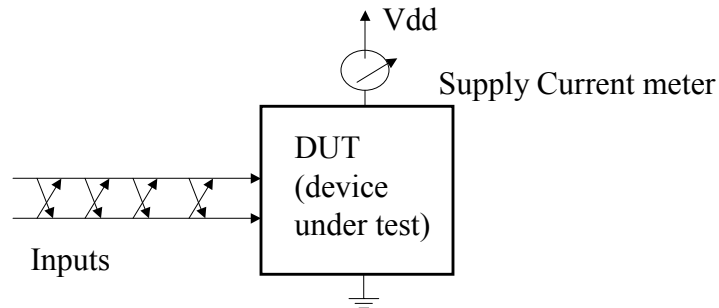 Vdd
Supply Current meter
DUT
(device
under test)
Inputs